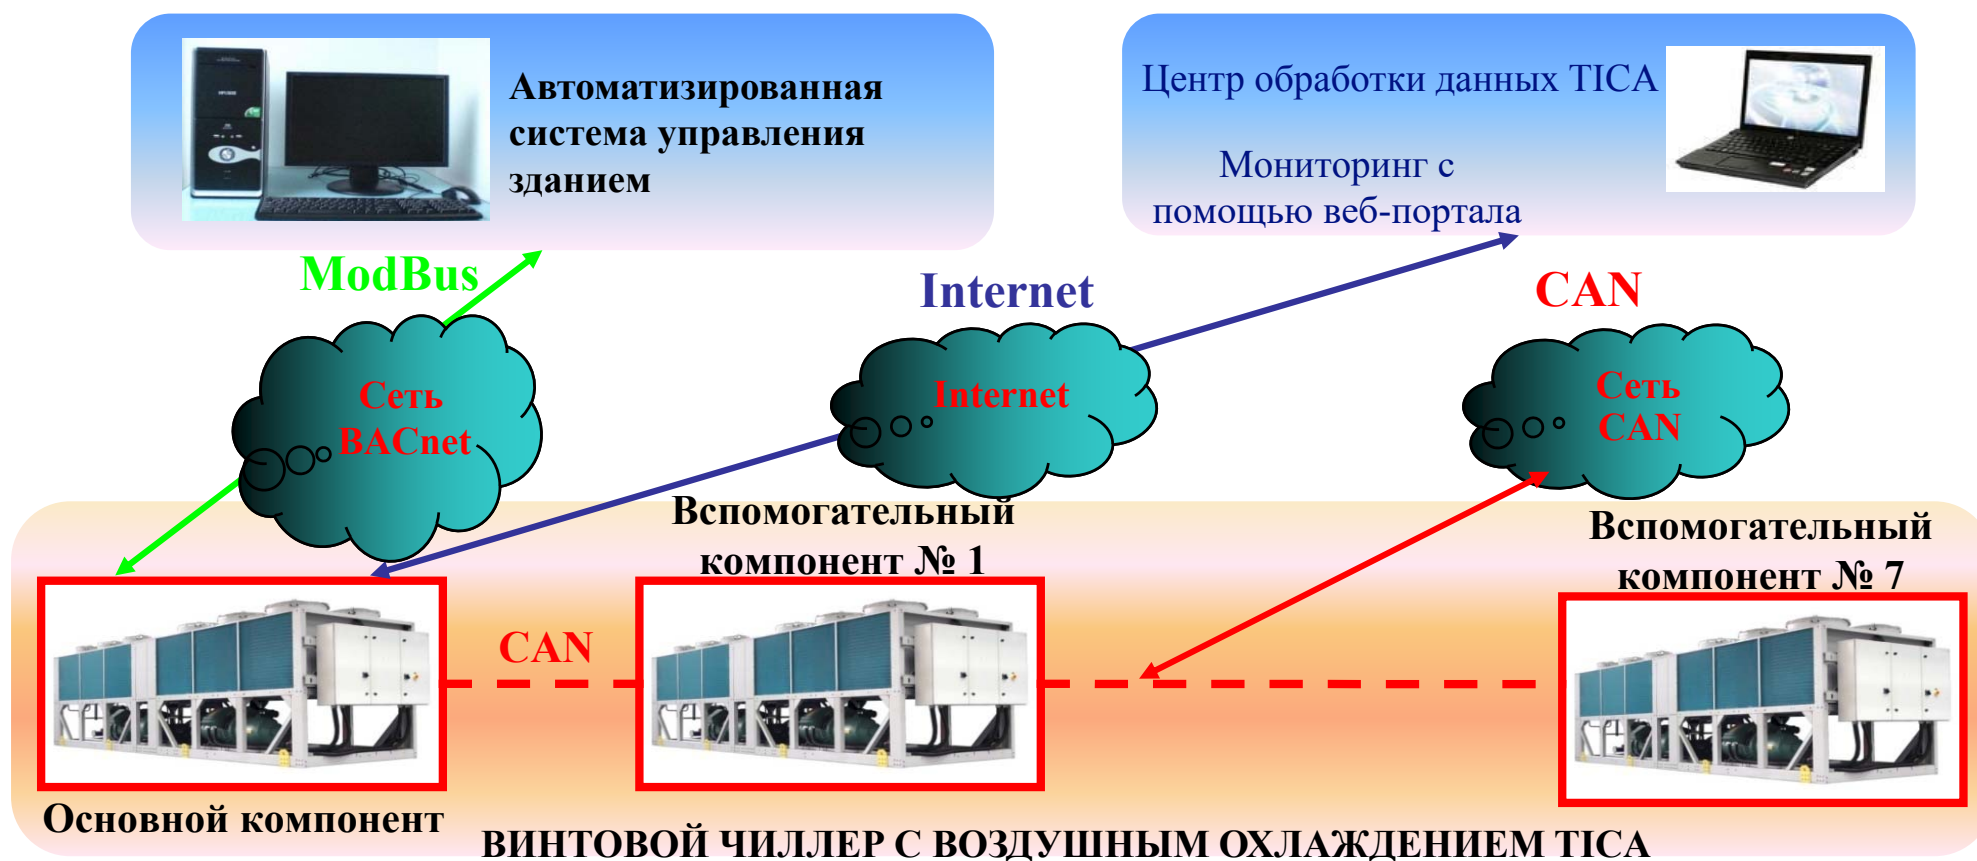 Автоматизированная
система управления
зданием
Центр обработки данных TICA
Мониторинг с
помощью веб-портала
ModBus
Internet
CAN
Сеть
BACnet
Internet
Сеть
CAN
Вспомогательный
компонент № 1
Вспомогательный
компонент № 7
CAN
Основной компонент
ВИНТОВОЙ ЧИЛЛЕР С ВОЗДУШНЫМ ОХЛАЖДЕНИЕМ TICA